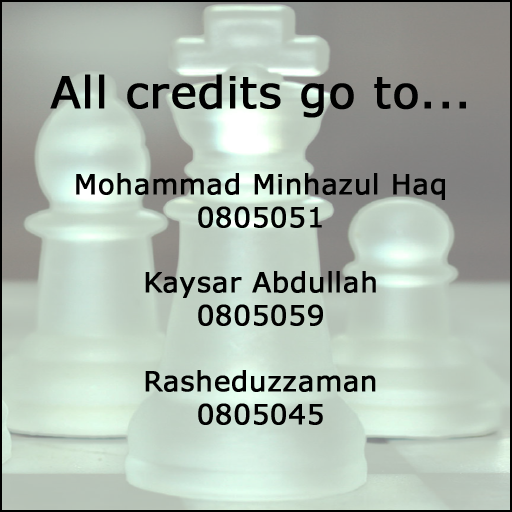 All credits go to...
Mohammad Minhazul Haq
0805051
Kaysar Abdullah
0805059
Rasheduzzaman
0805045